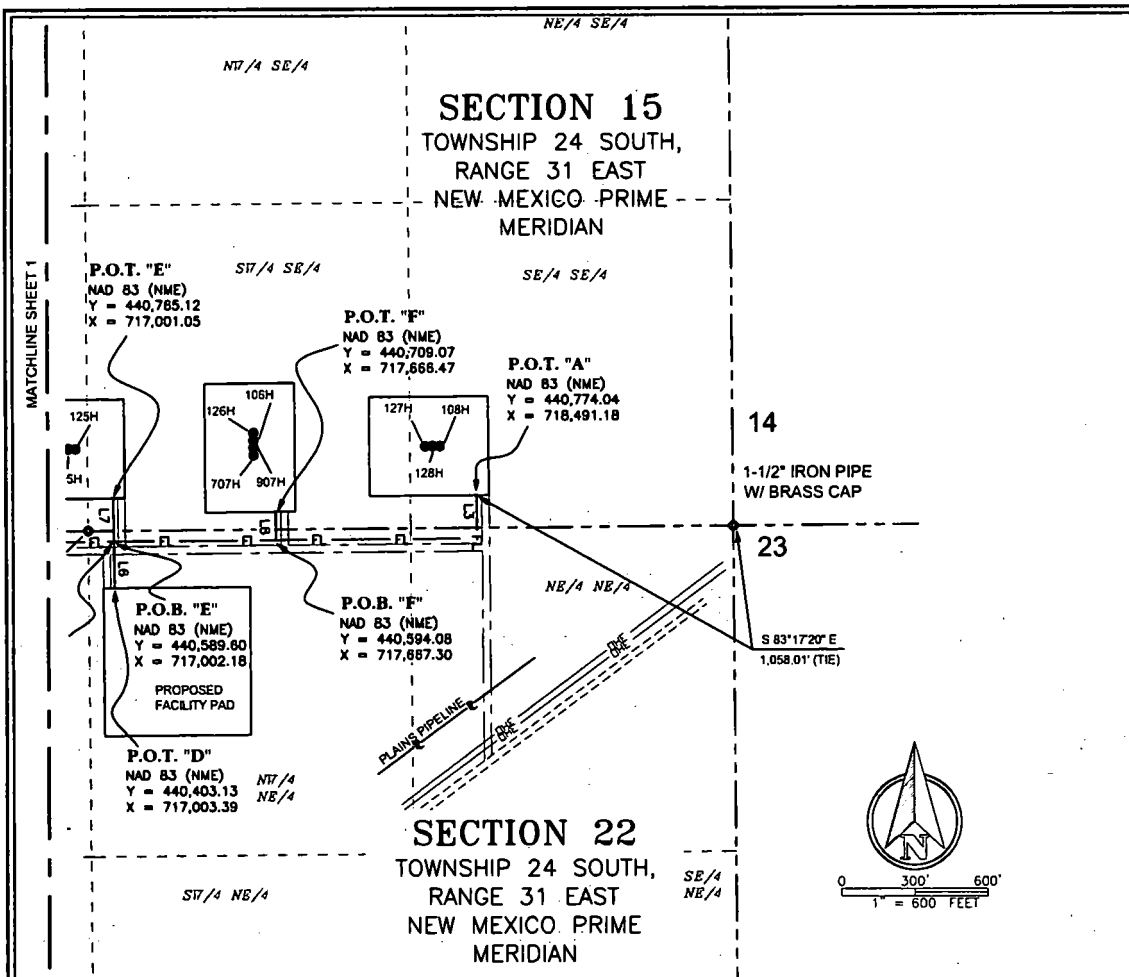 NE/4 SE/4
NW/4 SE/4
SECTION 15
TOWNSHIP 24 SOUTH,
RANGE 31 EAST
NEW MEXICO PRIME
MERIDIAN
MATCHLINE SHEET 1
SW/4 SE/4
SE/4 SE/4
P.O.T. "E"
NAD 83 (NME)
Y = 440,785.12
X = 717,001.05
P.O.T. "F"
NAD 83 (NME)
Y = 440,709.07
X = 717,666.47
P.O.T. "A"
NAD 83 (NME)
Y = 440,774.04
X = 718,491.18
125H
5H
126H
106H
707H
907H
127H
108H
128H
14
1-1/2" IRON PIPE
W/ BRASS CAP
23
L7
L8
L3
FL
FL
FL
FL
FL
L6
NE/4 NE/4
P.O.B. "E"
NAD 83 (NME)
Y = 440,589.60
X = 717,002.18
P.O.B. "F"
NAD 83 (NME)
Y = 440,594.08
X = 717,667.30
S 83°17'20" E
1,058.01' (TIE)
PROPOSED
FACILITY PAD
PLAINS PIPELINE
OHE
OHE
OHE
OHE
P.O.T. "D"
NAD 83 (NME)
Y = 440,403.13
X = 717,003.39
NW/4
NE/4
SECTION 22
TOWNSHIP 24 SOUTH,
RANGE 31 EAST
NEW MEXICO PRIME
MERIDIAN
SW/4 NE/4
SE/4
NE/4
N
0 300' 600'
1" = 600 FEET